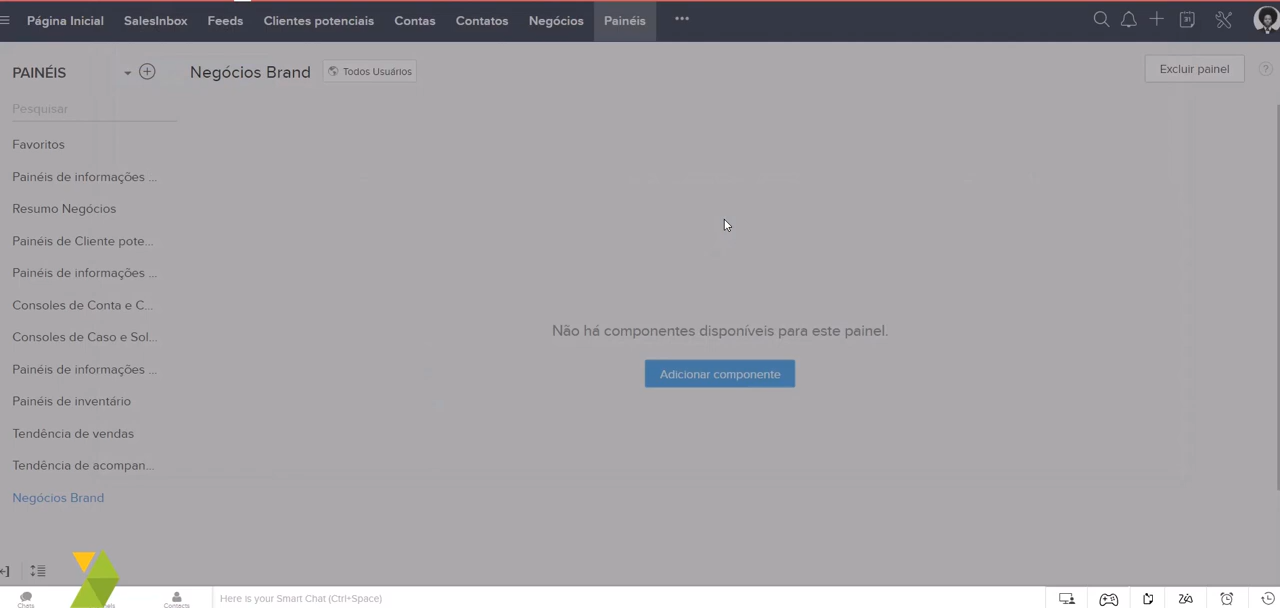 Página Inicial SalesInbox Feeds Clientes potenciais Contas Contatos Negócios Painéis ...
31
PAINÉIS
Negócios Brand Todos Usuários Excluir painel ?
Pesquisar
Favoritos
Painéis de informações ...
Resumo Negócios
Painéis de Cliente pote...
Painéis de informações ...
Consoles de Conta e C...
Consoles de Caso e Sol...
Painéis de informações ...
Painéis de inventário
Tendência de vendas
Tendência de acompan...
Negócios Brand
Não há componentes disponíveis para este painel.
Adicionar componente
Chats Contacts
Here is your Smart Chat (Ctrl+Space)